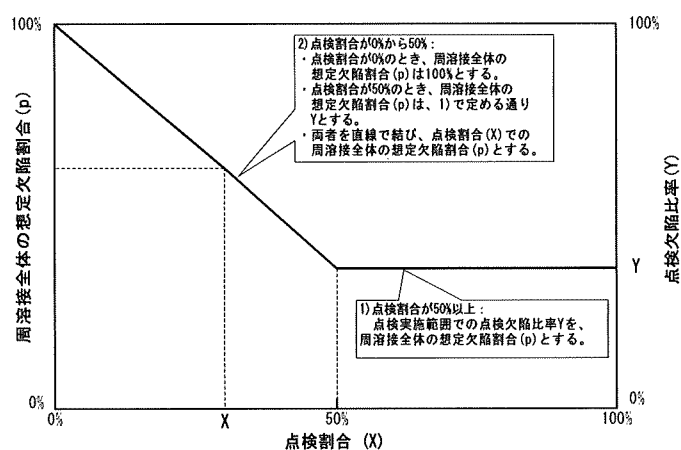 100%
100%
2)点検割合が0%から50%:
・点検割合が0%のとき、周溶接全体の
想定欠陥割合(p)は100%とする。
・点検割合が50%のとき、周溶接全体の
想定欠陥割合(p)は、1)で定める通り
Yとする。
・両者を直線で結び、点検割合(X)での
周溶接全体の想定欠陥割合(p)とする。
周溶接全体の想定欠陥割合(p)
点検欠陥比率(Y)
Y
1)点検割合が50%以上:
点検実施範囲での点検欠陥比率Yを、
周溶接全体の想定欠陥割合(p)とする。
0%
0%
0%
X
50%
100%
点検割合 (X)